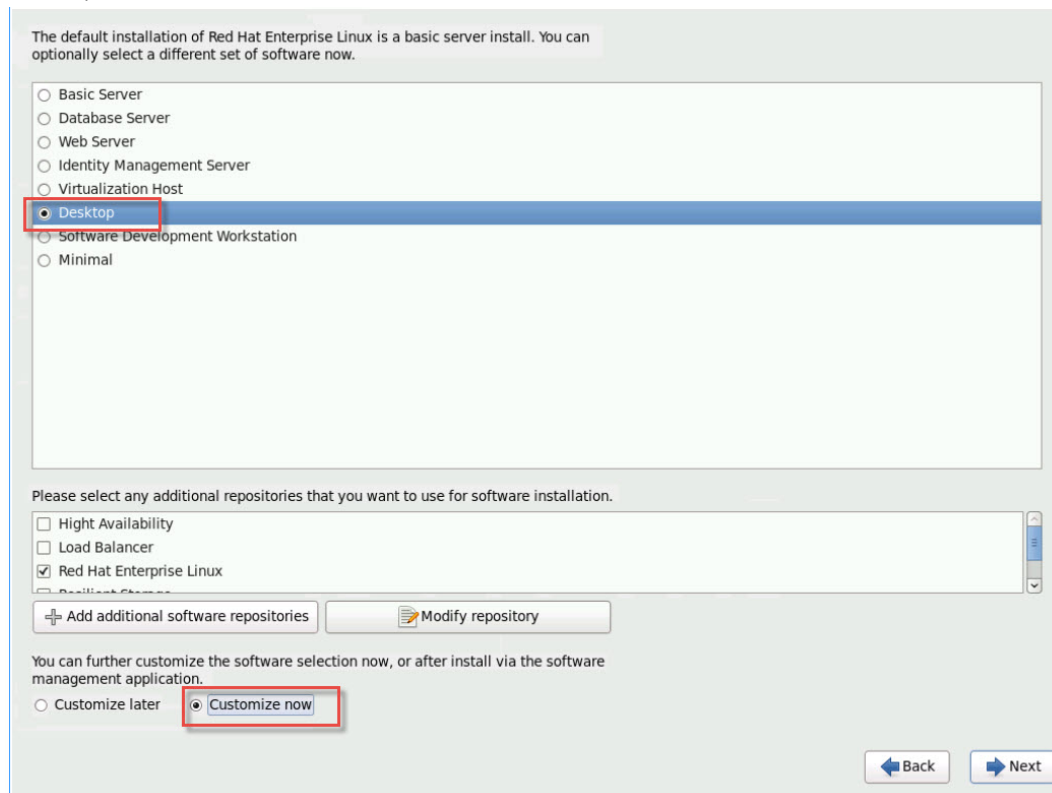 The default installation of Red Hat Enterprise Linux is a basic server install. You can
optionally select a different set of software now.
Basic Server
Database Server
Web Server
Identity Management Server
Virtualization Host
Desktop
Software Development Workstation
Minimal
Please select any additional repositories that you want to use for software installation.
Hight Availability
Load Balancer
Red Hat Enterprise Linux
Resilient Storage
Add additional software repositories
Modify repository
You can further customize the software selection now, or after install via the software
management application.
Customize later
Customize now
Back
Next